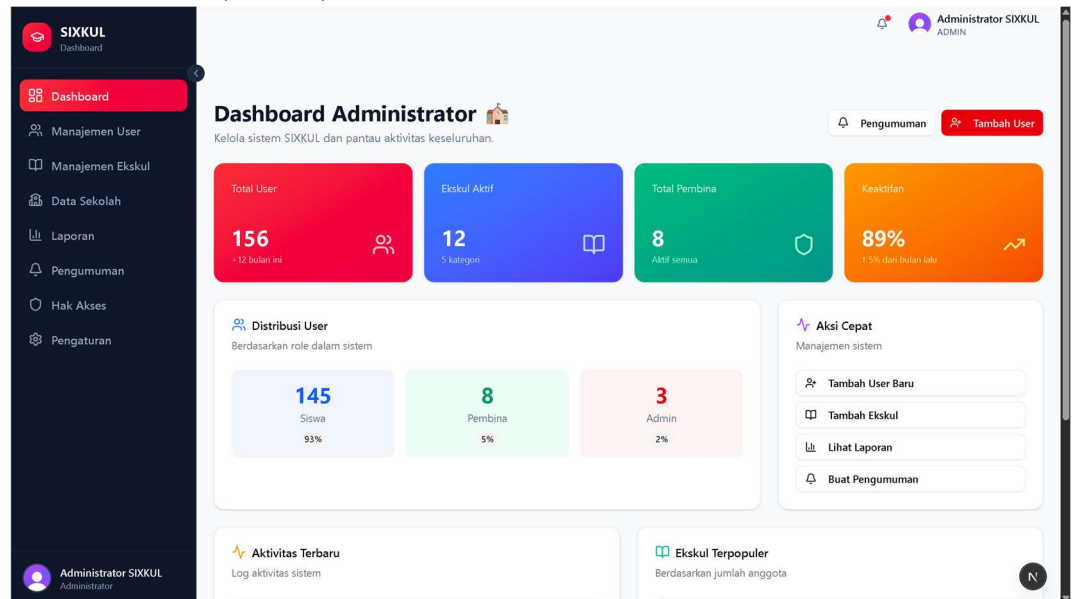 SIXKUL
Dashboard
Administrator SIXKUL
ADMIN
Dashboard
Manajemen User
Manajemen Ekskul
Data Sekolah
Laporan
Pengumuman
Hak Akses
Pengaturan
Administrator SIXKUL
Administrator
Dashboard Administrator
Kelola sistem SIXKUL dan pantau aktivitas keseluruhan.
Pengumuman
Tambah User
Total User
156
+12 bulan ini
Ekskul Aktif
12
5 kategori
Total Pembina
8
Aktif semua
Keaktifan
89%
↑ 5% dari bulan lalu
Distribusi User
Berdasarkan role dalam sistem
145
Siswa
93%
8
Pembina
5%
3
Admin
2%
Aksi Cepat
Manajemen sistem
Tambah User Baru
Tambah Ekskul
Lihat Laporan
Buat Pengumuman
Aktivitas Terbaru
Log aktivitas sistem
Ekskul Terpopuler
Berdasarkan jumlah anggota
N